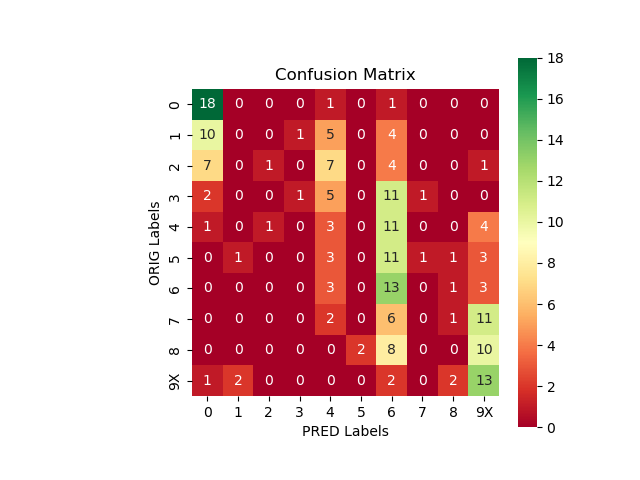 Confusion Matrix
18
0 18 0 0 0 1 0 1 0 0 0
16
1 10 0 0 1 5 0 4 0 0 0
14
2 7 0 1 0 7 0 4 0 0 1
12
3 2 0 0 1 5 0 11 1 0 0
10
4 1 0 1 0 3 0 11 0 0 4
8
5 0 1 0 0 3 0 11 1 1 3
6
6 0 0 0 0 3 0 13 0 1 3
4
7 0 0 0 0 2 0 6 0 1 11
8 0 0 0 0 0 2 8 0 0 10
2
9X 1 2 0 0 0 0 2 0 2 13
0
0 1 2 3 4 5 6 7 8 9X
PRED Labels
ORIG Labels